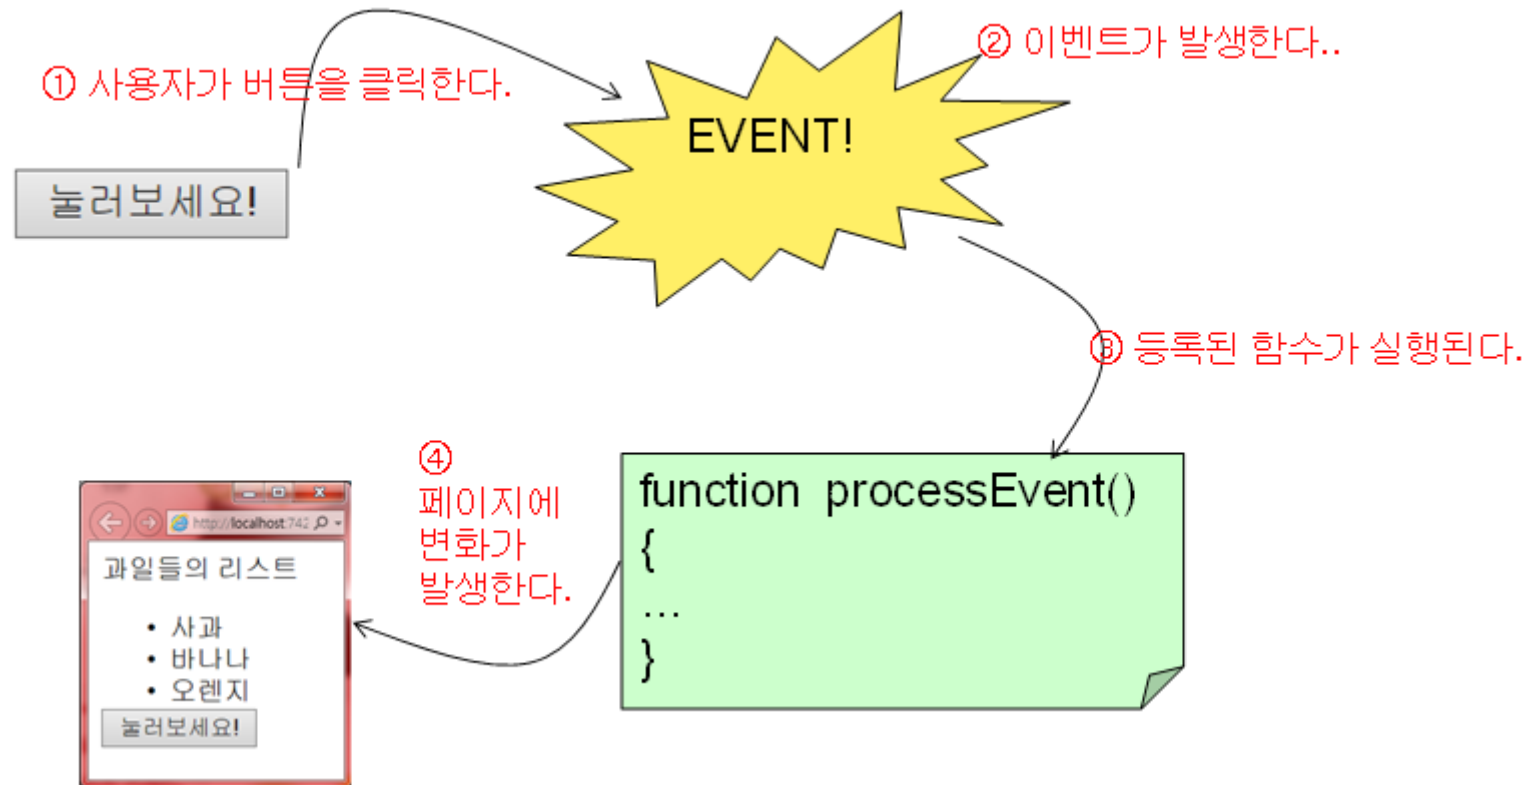 ① 사용자가 버튼을 클릭한다.
눌러보세요!
EVENT!
② 이벤트가 발생한다..
③ 등록된 함수가 실행된다.
function processEvent()
{
...
}
④
페이지에
변화가
발생한다.
http://localhost:742
과일들의 리스트
• 사과
• 바나나
• 오렌지
눌러보세요!